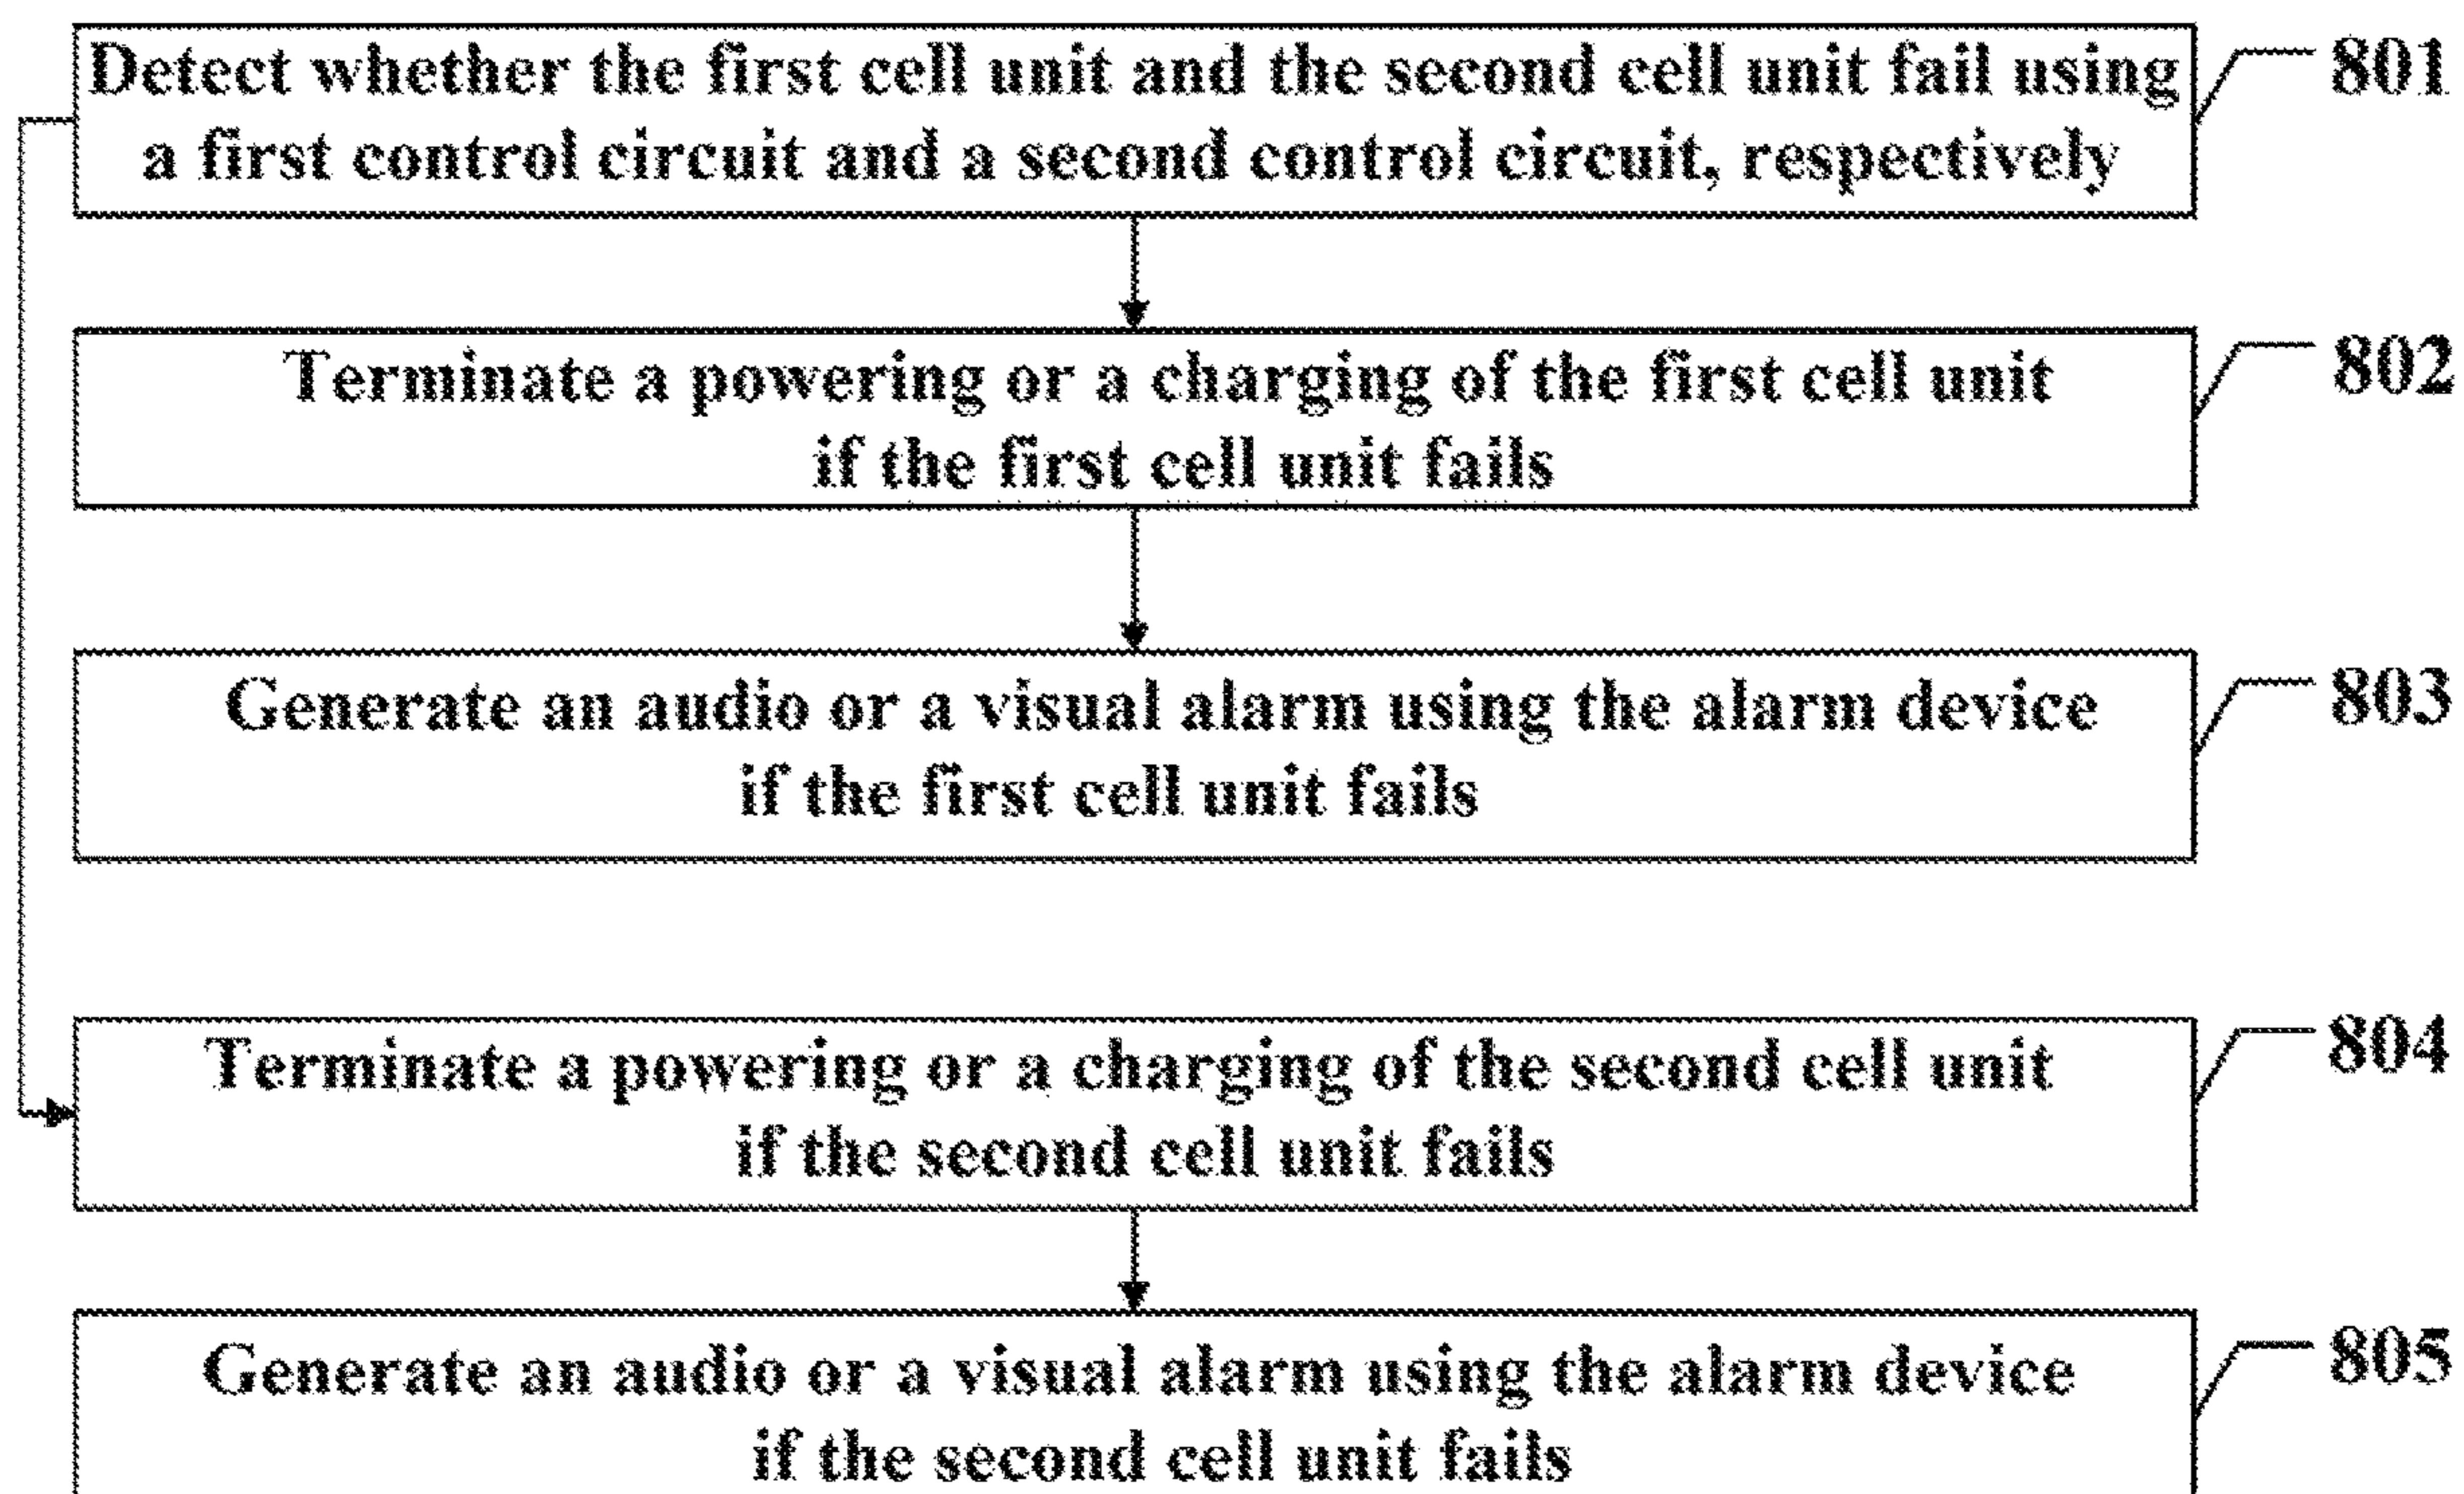 Detect whether the first cell unit and the second cell unit fail using
a first control circuit and a second control circuit, respectively
801
Terminate a powering or a charging of the first cell unit
if the first cell unit fails
802
Generate an audio or a visual alarm using the alarm device
if the first cell unit fails
803
Terminate a powering or a charging of the second cell unit
if the second cell unit fails
804
Generate an audio or a visual alarm using the alarm device
if the second cell unit fails
805